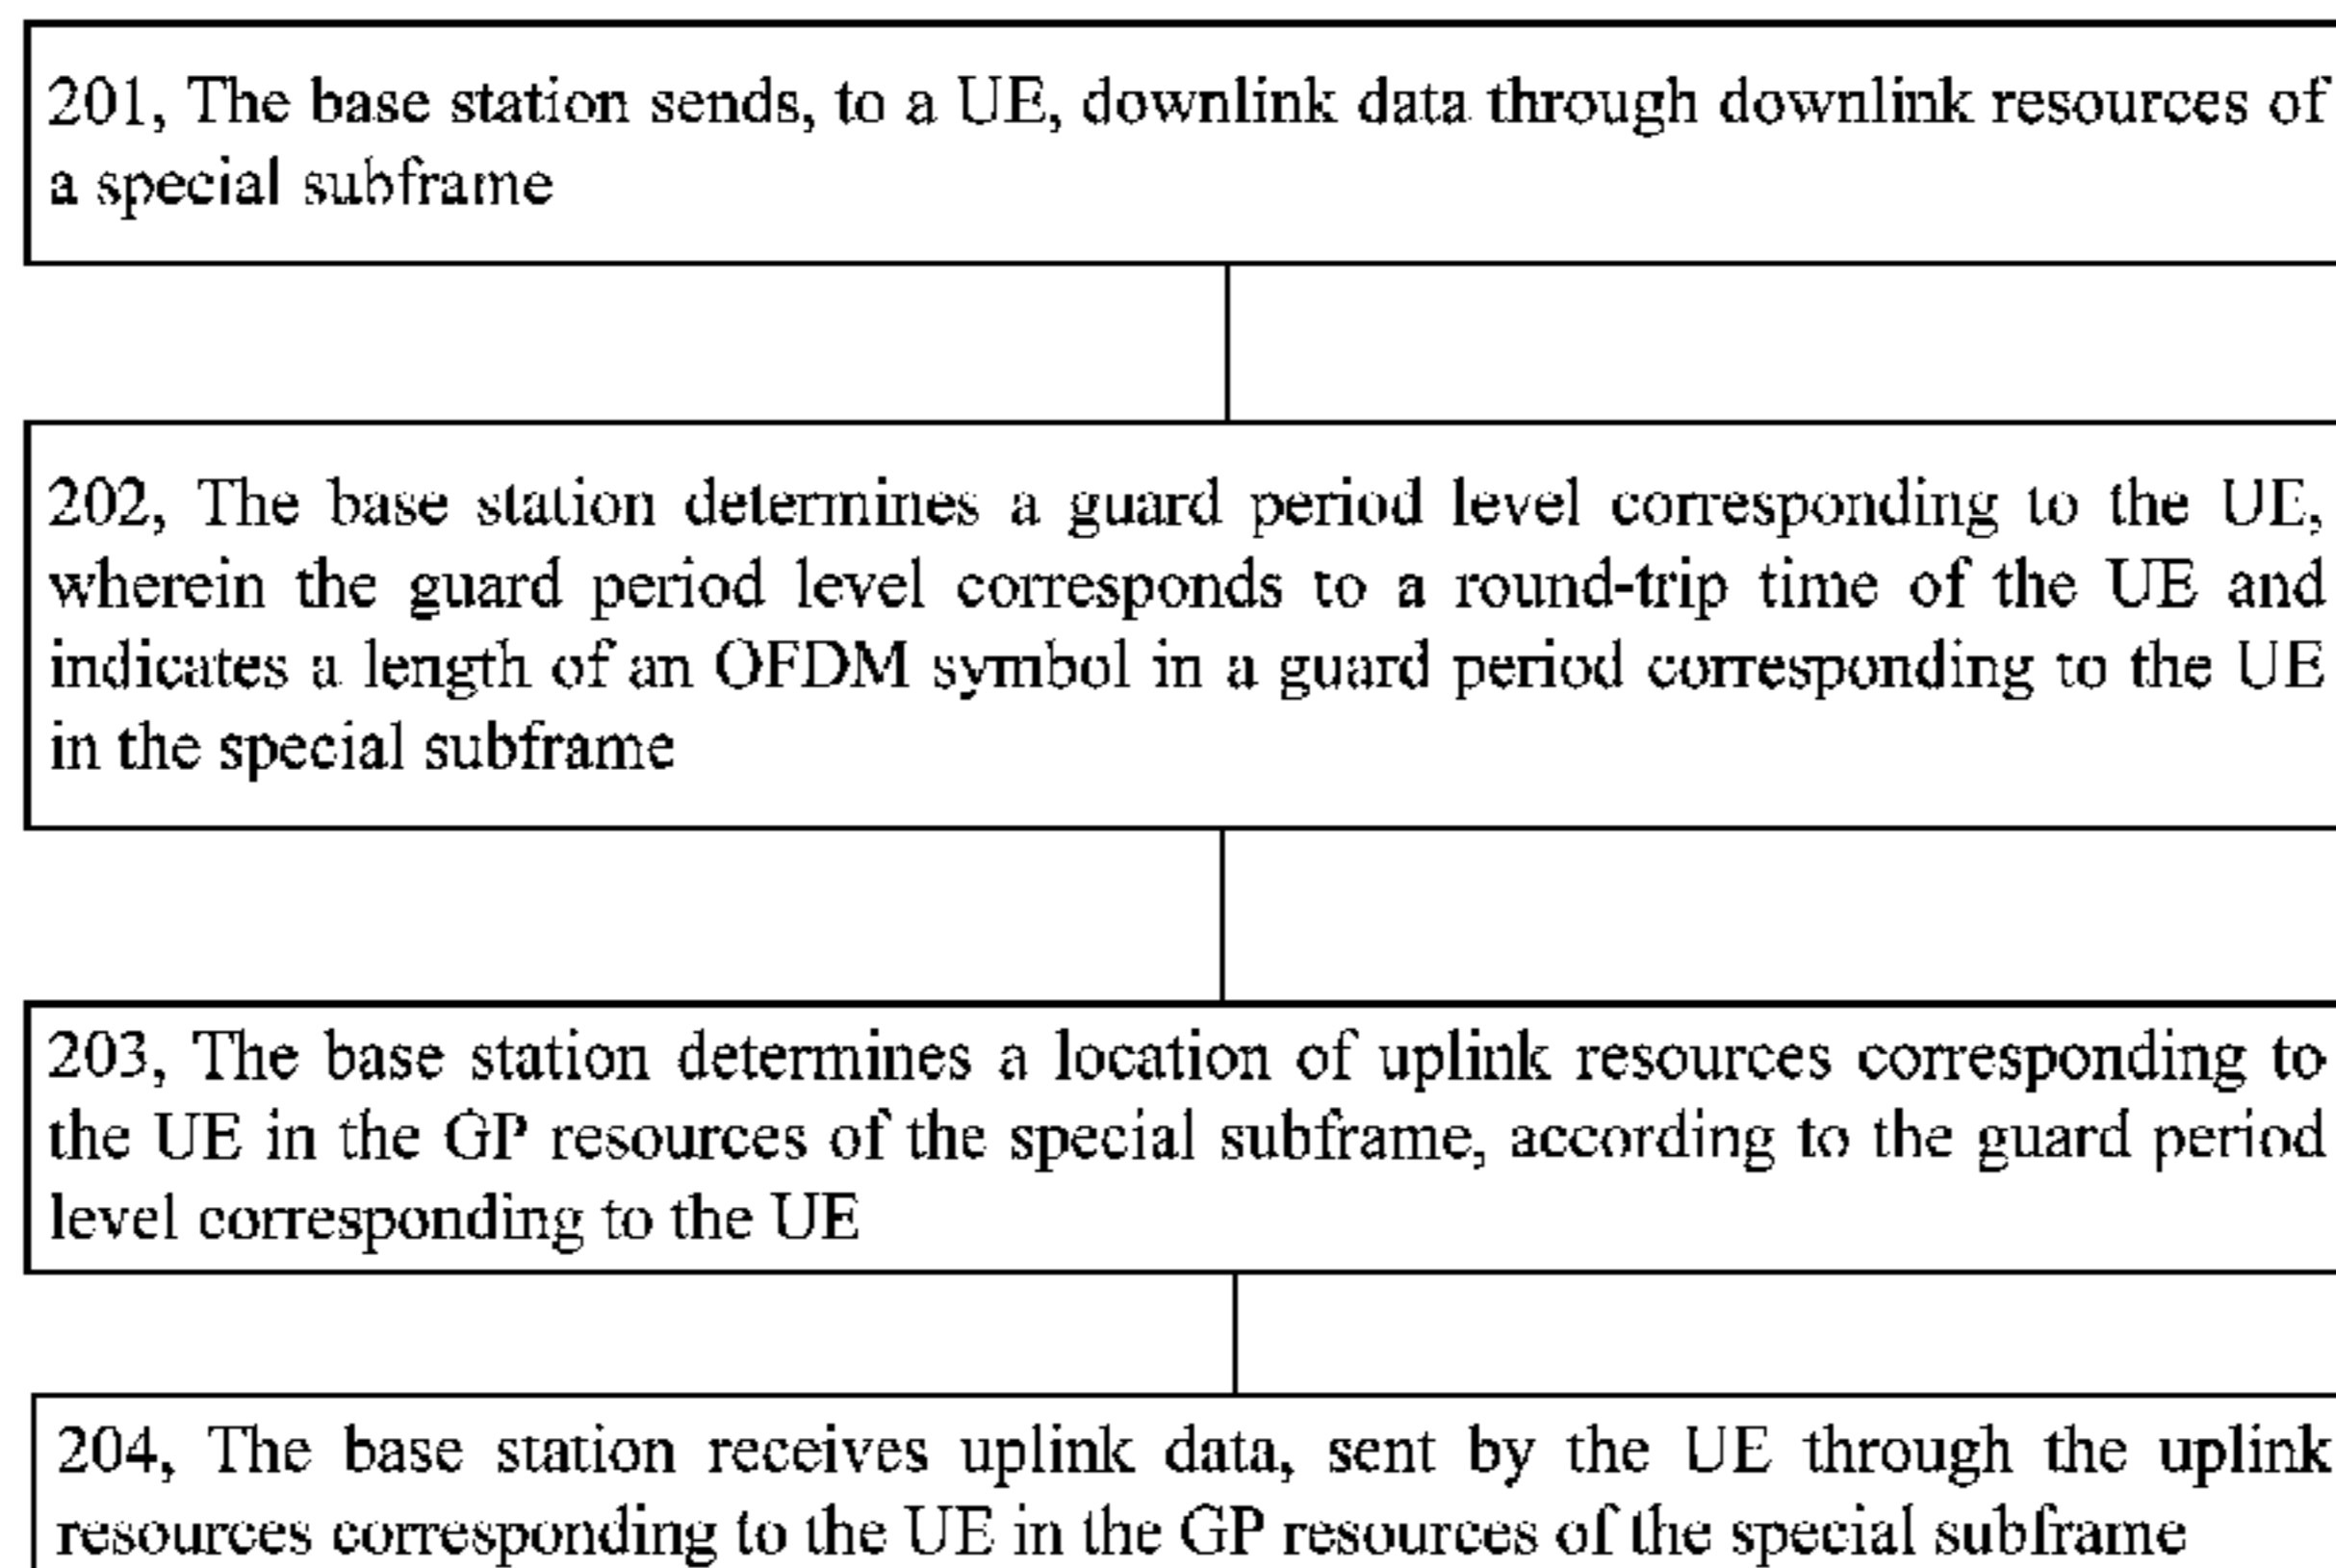 201, The base station sends, to a UE, downlink data through downlink resources of
a special subframe
202, The base station determines a guard period level corresponding to the UE,
wherein the guard period level corresponds to a round-trip time of the UE and
indicates a length of an OFDM symbol in a guard period corresponding to the UE
in the special subframe
203, The base station determines a location of uplink resources corresponding to
the UE in the GP resources of the special subframe, according to the guard period
level corresponding to the UE
204, The base station receives uplink data, sent by the UE through the uplink
resources corresponding to the UE in the GP resources of the special subframe